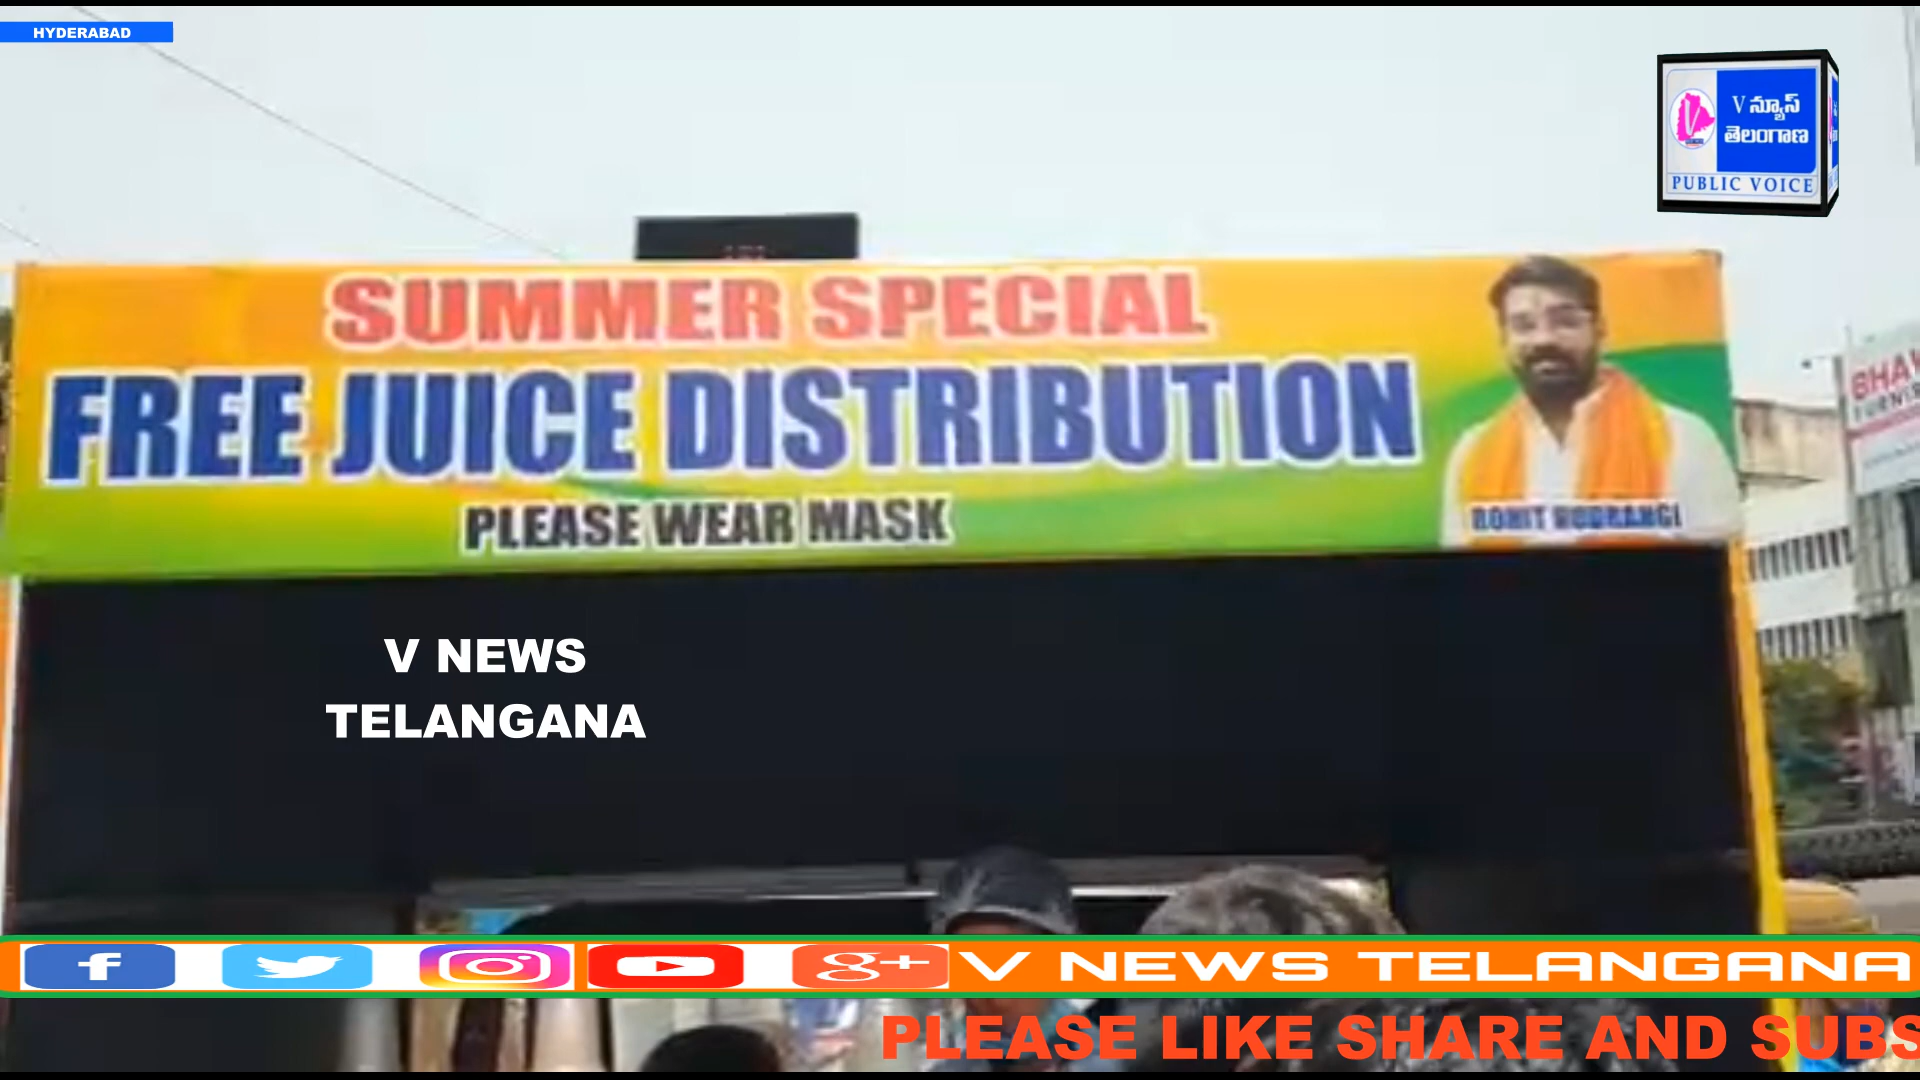 HYDERABAD
V న్యూస్
తెలంగాణ
PUBLIC VOICE
SUMMER SPECIAL
FREE JUICE DISTRIBUTION
PLEASE WEAR MASK
V NEWS
TELANGANA
V NEWS TELANGANA
PLEASE LIKE SHARE AND SUBS